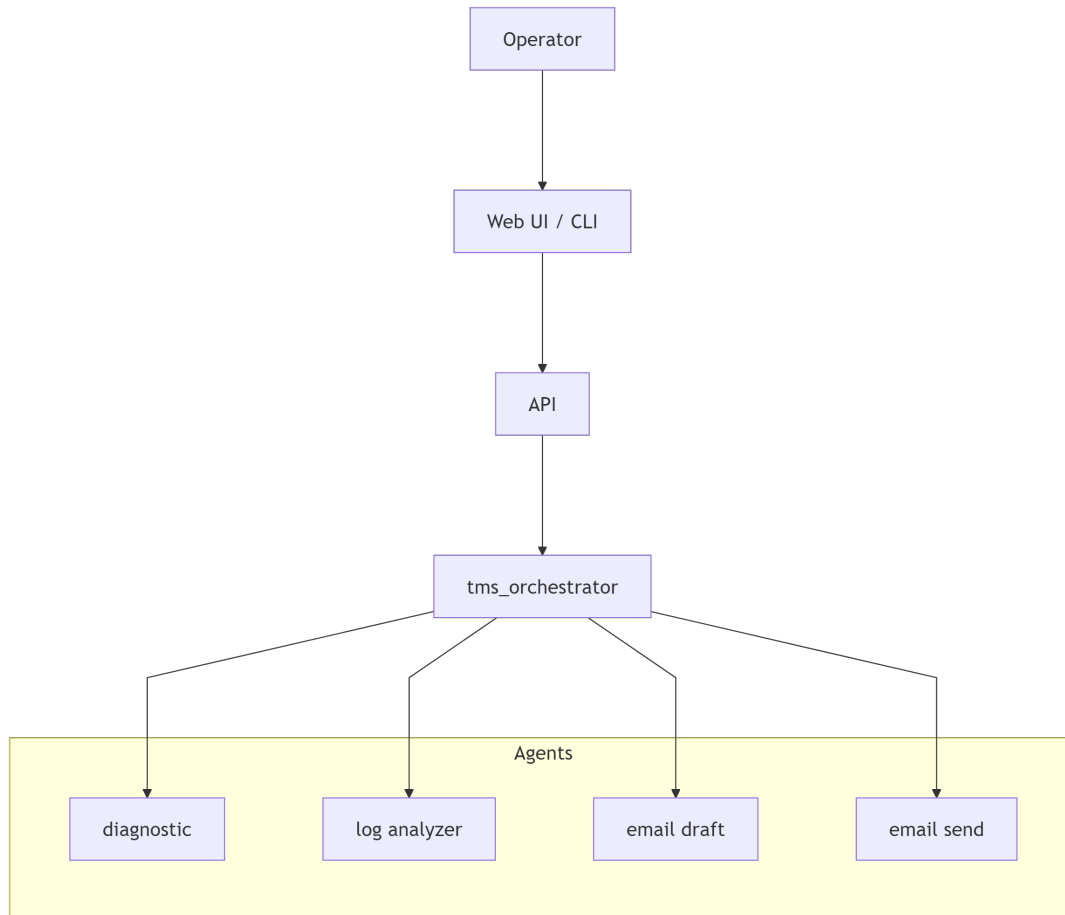 Operator
Web UI / CLI
API
tms_orchestrator
Agents
diagnostic
log analyzer
email draft
email send